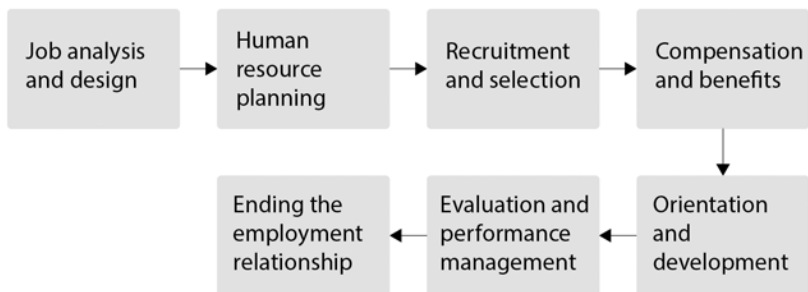 Job analysis
and design
Human
resource
planning
Recruitment
and selection
Compensation
and benefits
Orientation
and
development
Evaluation and
performance
management
Ending the
employment
relationship